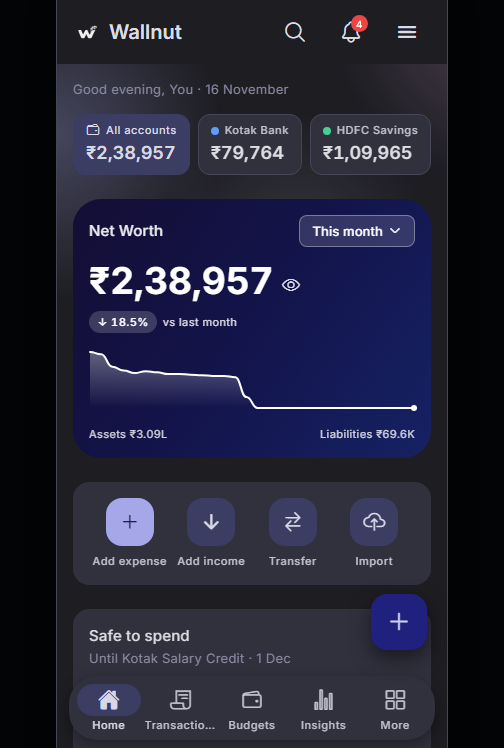 Wallnut
4
Good evening, You · 16 November
All accounts
₹2,38,957
Kotak Bank
₹79,764
HDFC Savings
₹1,09,965
Net Worth
This month
₹2,38,957
↓ 18.5% vs last month
Assets ₹3.09L
Liabilities ₹69.6K
Add expense
Add income
Transfer
Import
Safe to spend
Until Kotak Salary Credit · 1 Dec
Home
Transactio...
Budgets
Insights
More